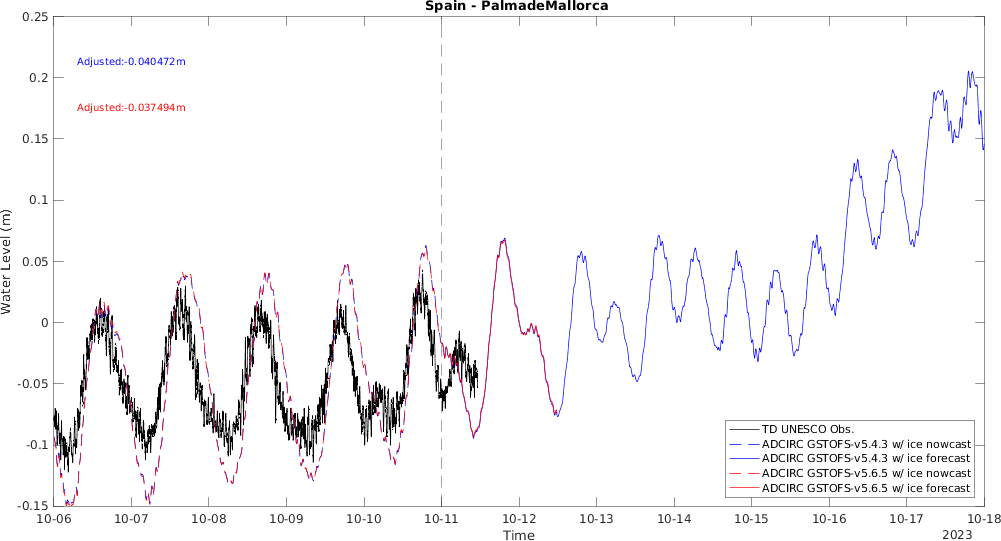 Spain - PalmadeMallorca
0.25
Adjusted:-0.040472m
0.2
Adjusted:-0.037494m
0.15
0.1
0.05
0
-0.05
-0.1
-0.15
Water Level (m)
TD UNESCO Obs.
ADCIRC GSTOFS-v5.4.3 w/ ice nowcast
ADCIRC GSTOFS-v5.4.3 w/ ice forecast
ADCIRC GSTOFS-v5.6.5 w/ ice nowcast
ADCIRC GSTOFS-v5.6.5 w/ ice forecast
10-06 10-07 10-08 10-09 10-10 10-11 10-12 10-13 10-14 10-15 10-16 10-17 10-18
Time
2023